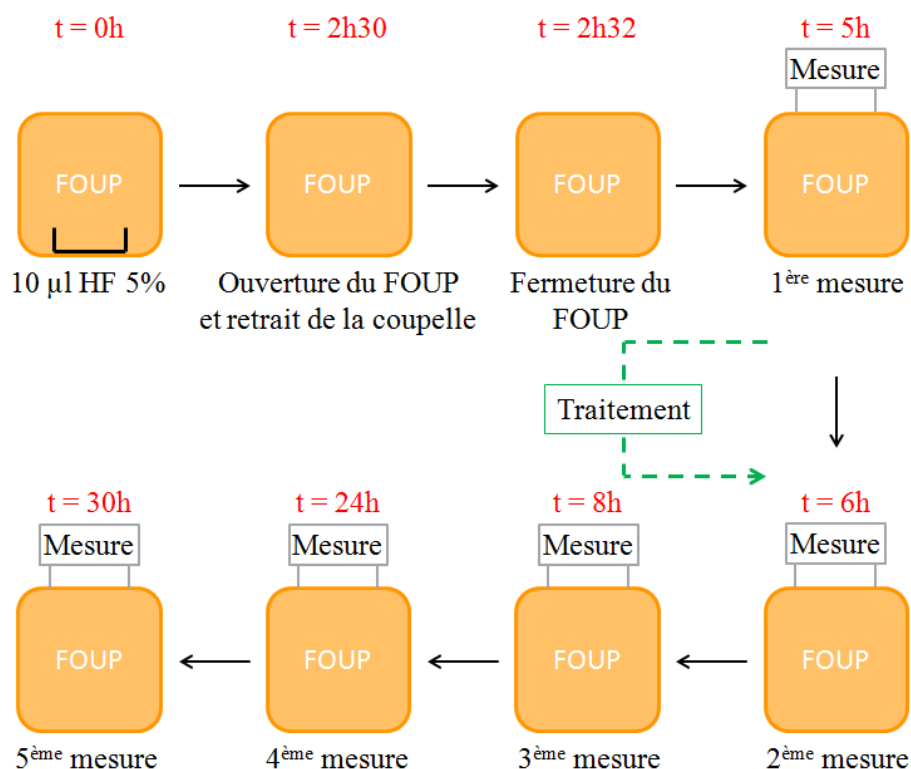 t = 0h
t = 2h30
t = 2h32
t = 5h
Mesure
FOUP
FOUP
FOUP
FOUP
10 µl HF 5%
Ouverture du FOUP
et retrait de la coupelle
Fermeture du
FOUP
1ère mesure
Traitement
t = 30h
t = 24h
t = 8h
t = 6h
Mesure
Mesure
Mesure
Mesure
FOUP
FOUP
FOUP
FOUP
5ème mesure
4ème mesure
3ème mesure
2ème mesure